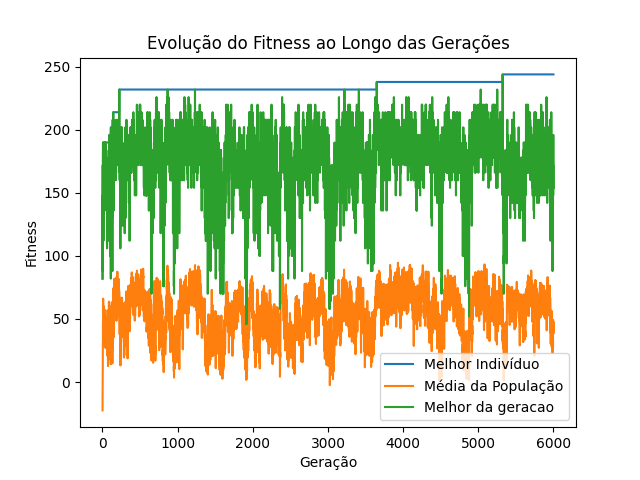 Evolução do Fitness ao Longo das Gerações
250
200
150
100
50
0
Fitness
0
1000
2000
3000
4000
5000
6000
Geração
Melhor Indivíduo
Média da População
Melhor da geracao